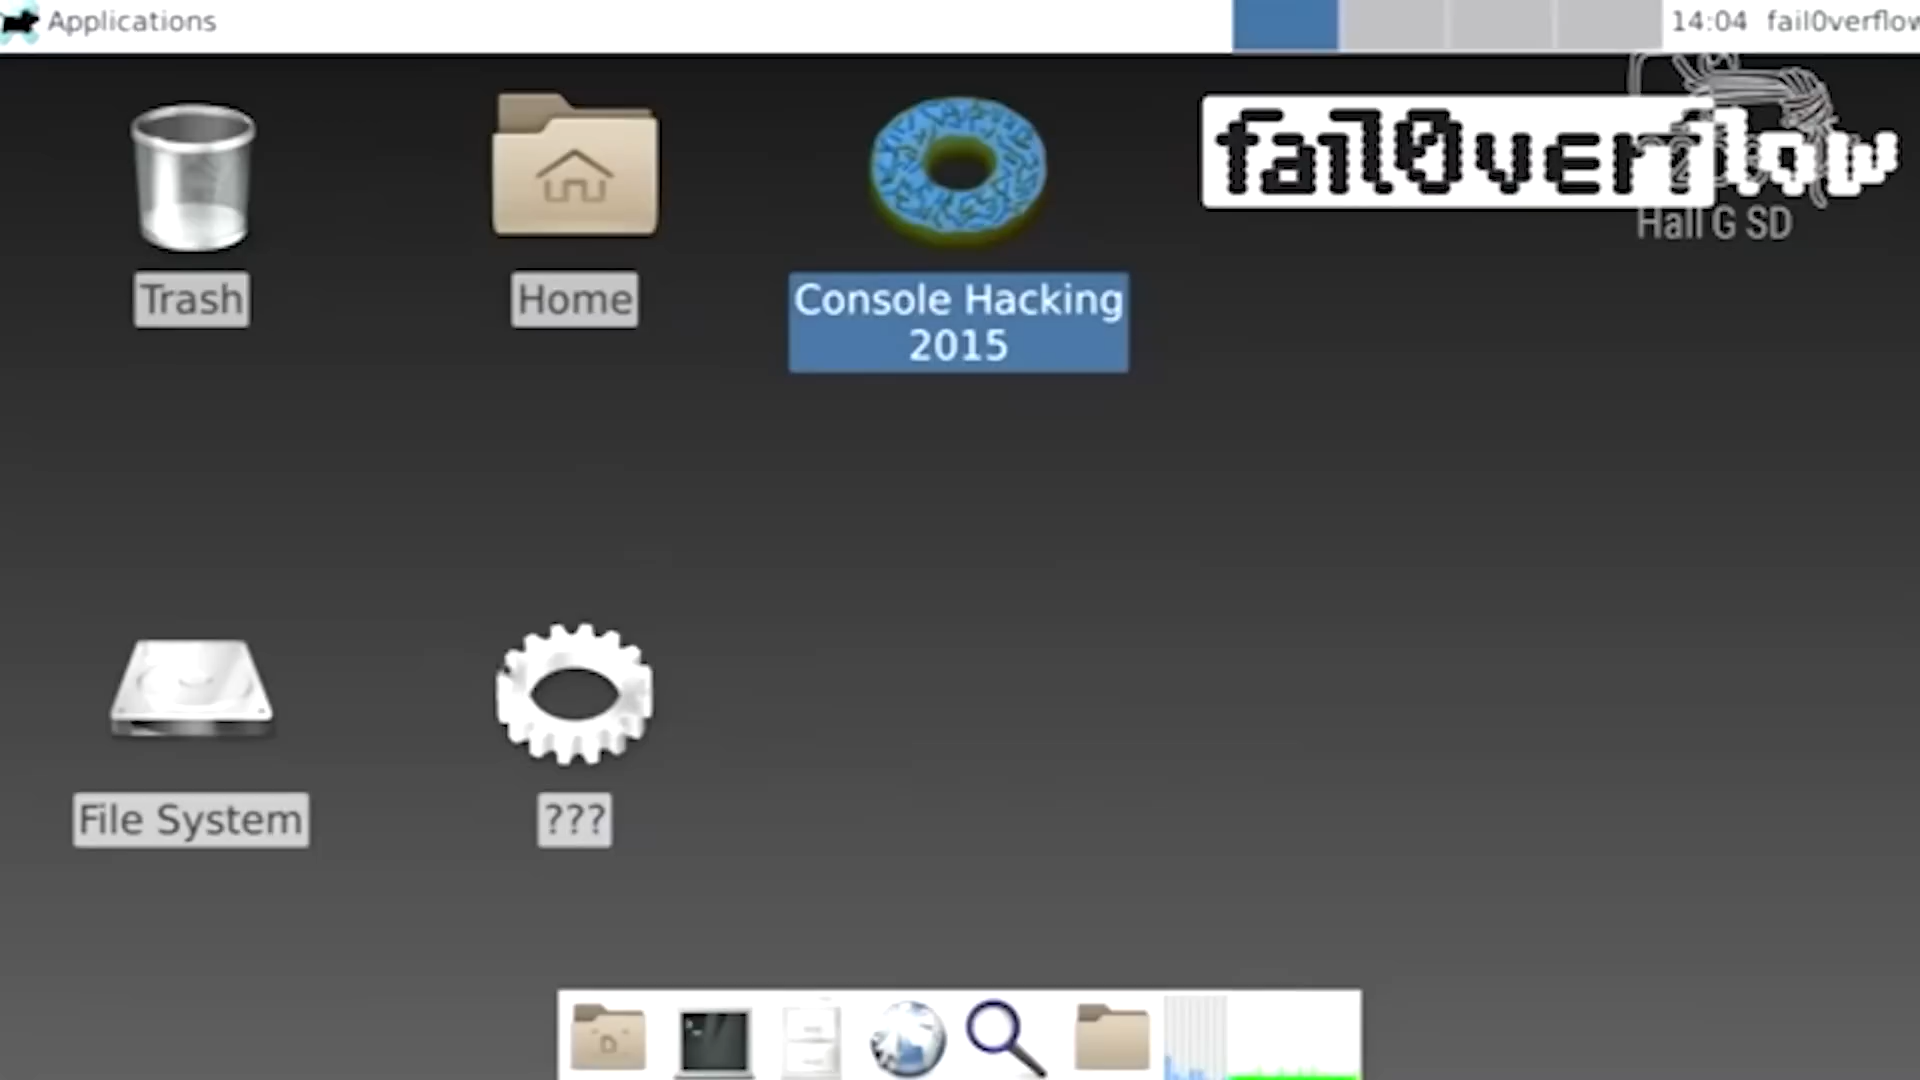 Applications
14:04 fail0verflow
fail0verflow
Hall G SD
Trash
Home
Console Hacking
2015
File System
???